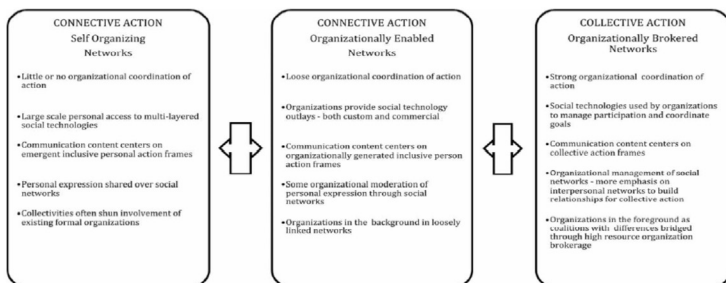 CONNECTIVE ACTION
Self Organizing
Networks
•Little or no organizational coordination of
action
•Large scale personal access to multi-layered
social technologies
•Communication content centers on
emergent inclusive personal action frames
•Personal expression shared over social
networks
•Collectivities often shun involvement of
existing formal organizations
CONNECTIVE ACTION
Organizationally Enabled
Networks
•Loose organizational coordination of action
•Organizations provide social technology
outlays - both custom and commercial
•Communication content centers on
organizationally generated inclusive person
action frames
•Some organizational moderation of
personal expression through social
networks
•Organizations in the background in loosely
linked networks
COLLECTIVE ACTION
Organizationally Brokered
Networks
•Strong organizational coordination of
action
•Social technologies used by organizations
to manage participation and coordinate
goals
•Communication content centers on
collective action frames
•Organizational management of social
networks - more emphasis on
interpersonal networks to build
relationships for collective action
•Organizations in the foreground as
coalitions with differences bridged
through high resource organization
brokerage